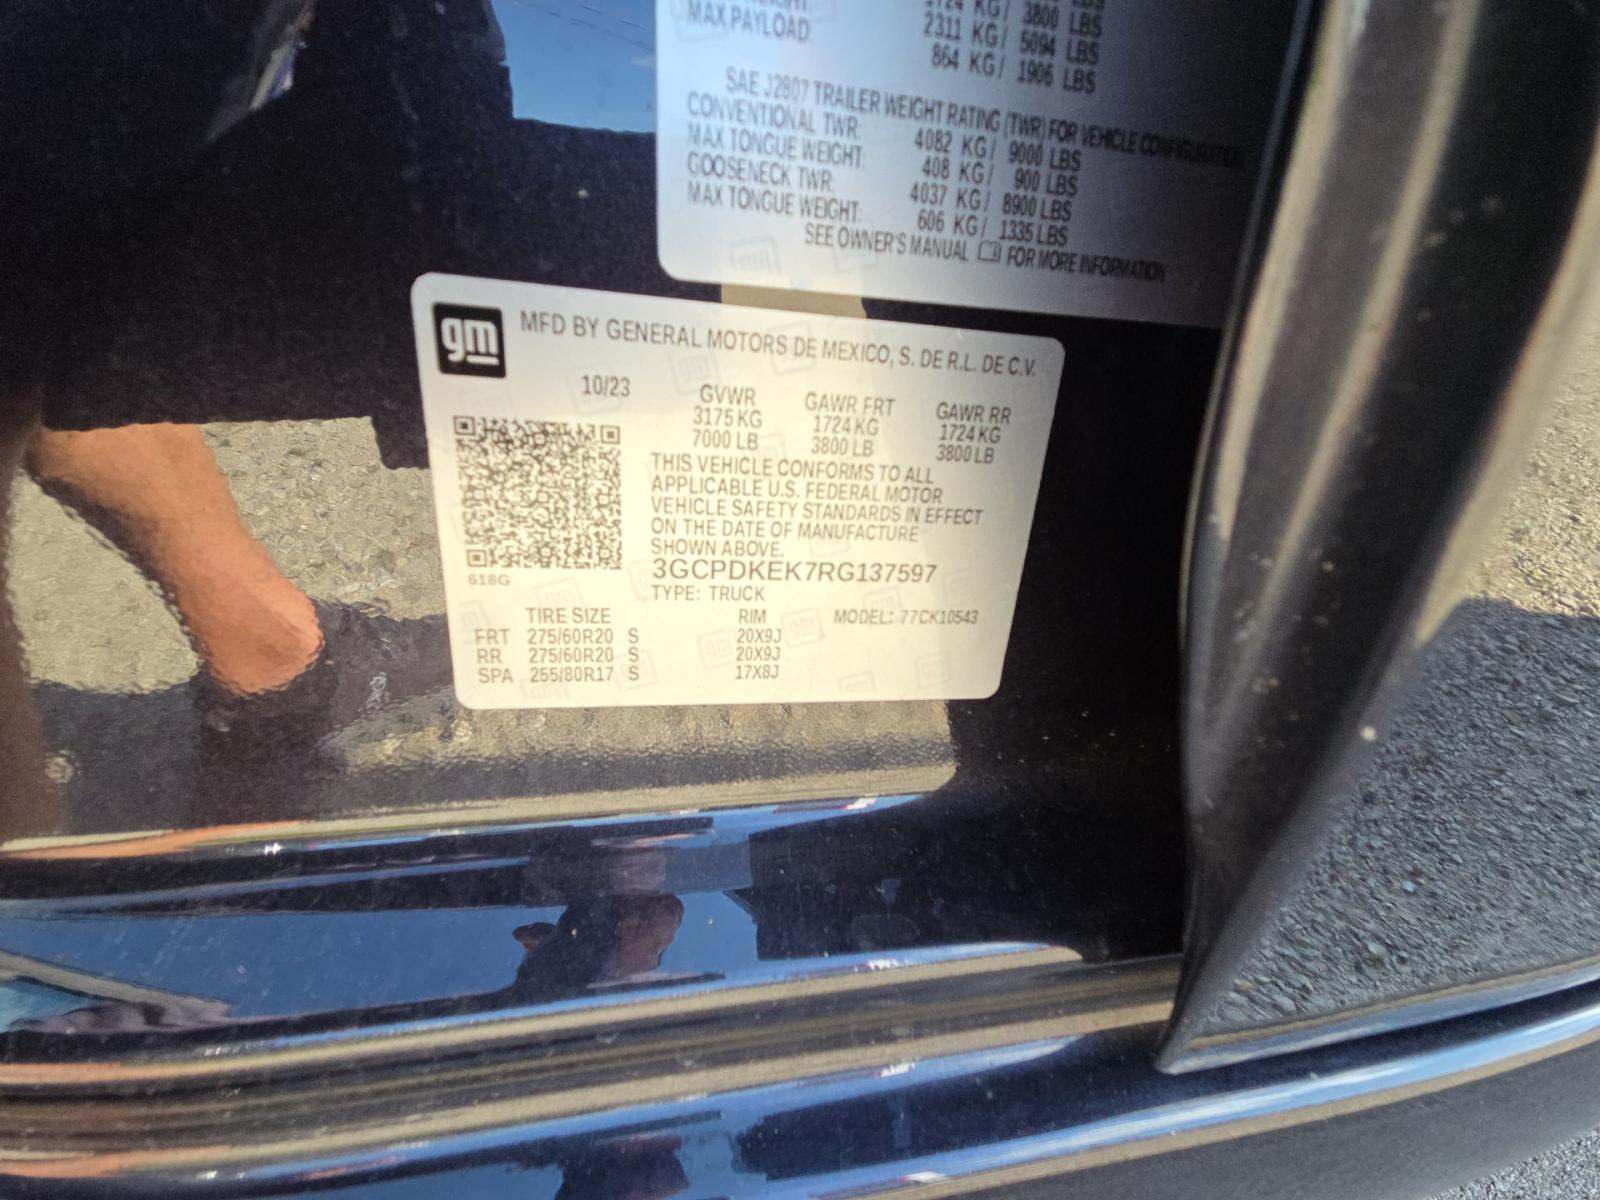 1724 KG/ 3800 LBS
2311 KG/ 5094 LBS
MAX PAYLOAD 864 KG/ 1906 LBS
SAE J2807 TRAILER WEIGHT RATING (TWR) FOR VEHICLE CONFIGURATION
CONVENTIONAL TWR: 4082 KG/ 9000 LBS
MAX TONGUE WEIGHT: 408 KG/ 900 LBS
GOOSENECK TWR: 4037 KG/ 8900 LBS
MAX TONGUE WEIGHT: 606 KG/ 1335 LBS
SEE OWNER'S MANUAL FOR MORE INFORMATION
gm MFD BY GENERAL MOTORS DE MEXICO, S. DE R.L. DE C.V.
10/23 GVWR GAWR FRT GAWR RR
3175 KG 1724 KG 1724 KG
7000 LB 3800 LB 3800 LB
THIS VEHICLE CONFORMS TO ALL
APPLICABLE U.S. FEDERAL MOTOR
VEHICLE SAFETY STANDARDS IN EFFECT
ON THE DATE OF MANUFACTURE
SHOWN ABOVE.
618G 3GCPDKEK7RG137597
TYPE: TRUCK
TIRE SIZE RIM MODEL: 77CK10543
FRT 275/60R20 S 20X9J
RR 275/60R20 S 20X9J
SPA 255/80R17 S 17X8J